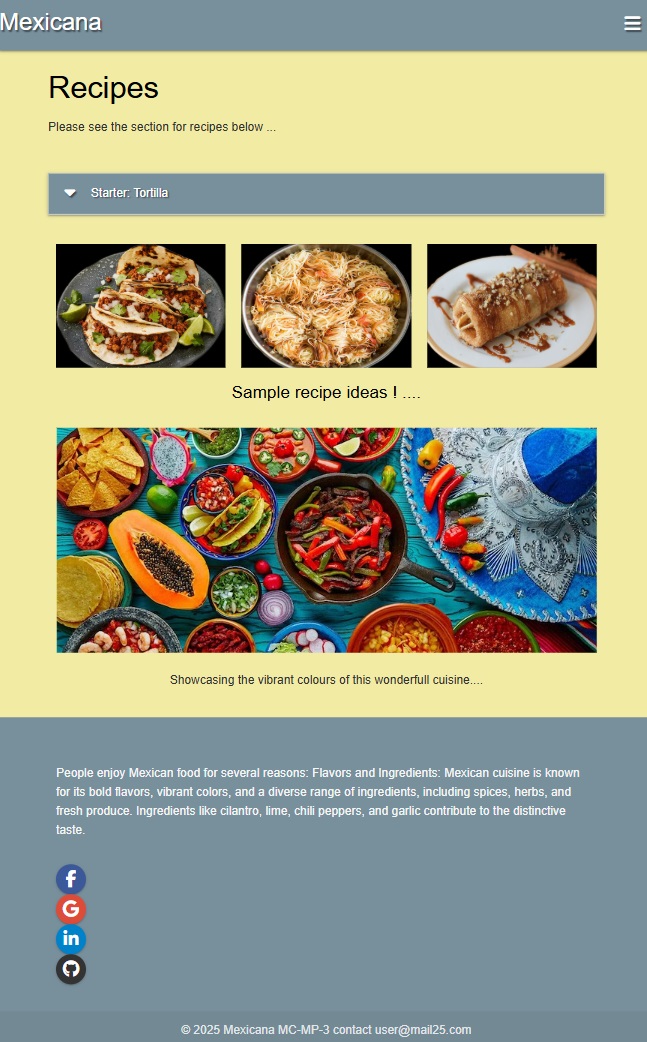 Mexicana
Recipes
Please see the section for recipes below ...
Starter: Tortilla
Sample recipe ideas ! ....
Showcasing the vibrant colours of this wonderfull cuisine....
People enjoy Mexican food for several reasons: Flavors and Ingredients: Mexican cuisine is known
for its bold flavors, vibrant colors, and a diverse range of ingredients, including spices, herbs, and
fresh produce. Ingredients like cilantro, lime, chili peppers, and garlic contribute to the distinctive
taste.
f
G
in
© 2025 Mexicana MC-MP-3 contact user@mail25.com